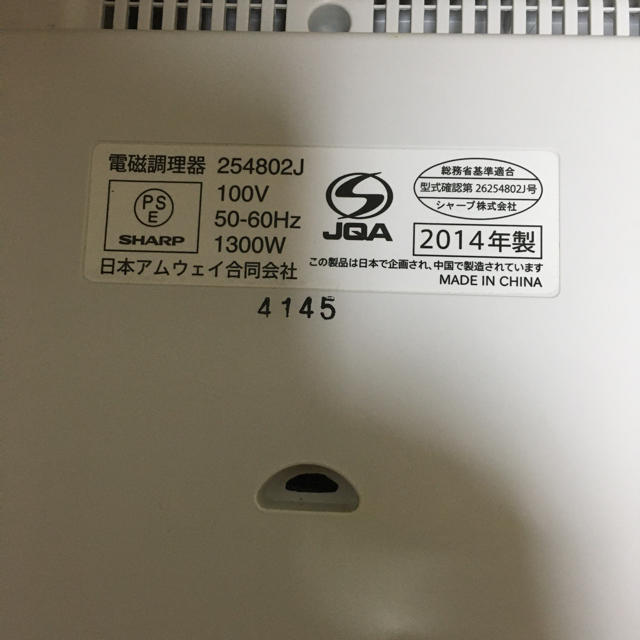 電磁調理器 254802J
PS
E
SHARP
100V
50-60Hz
1300W
日本アムウェイ合同会社
JQA
総務省基準適合
型式確認第 26254802J号
シャープ株式会社
2014年製
この製品は日本で企画され、中国で製造されています
MADE IN CHINA
4145